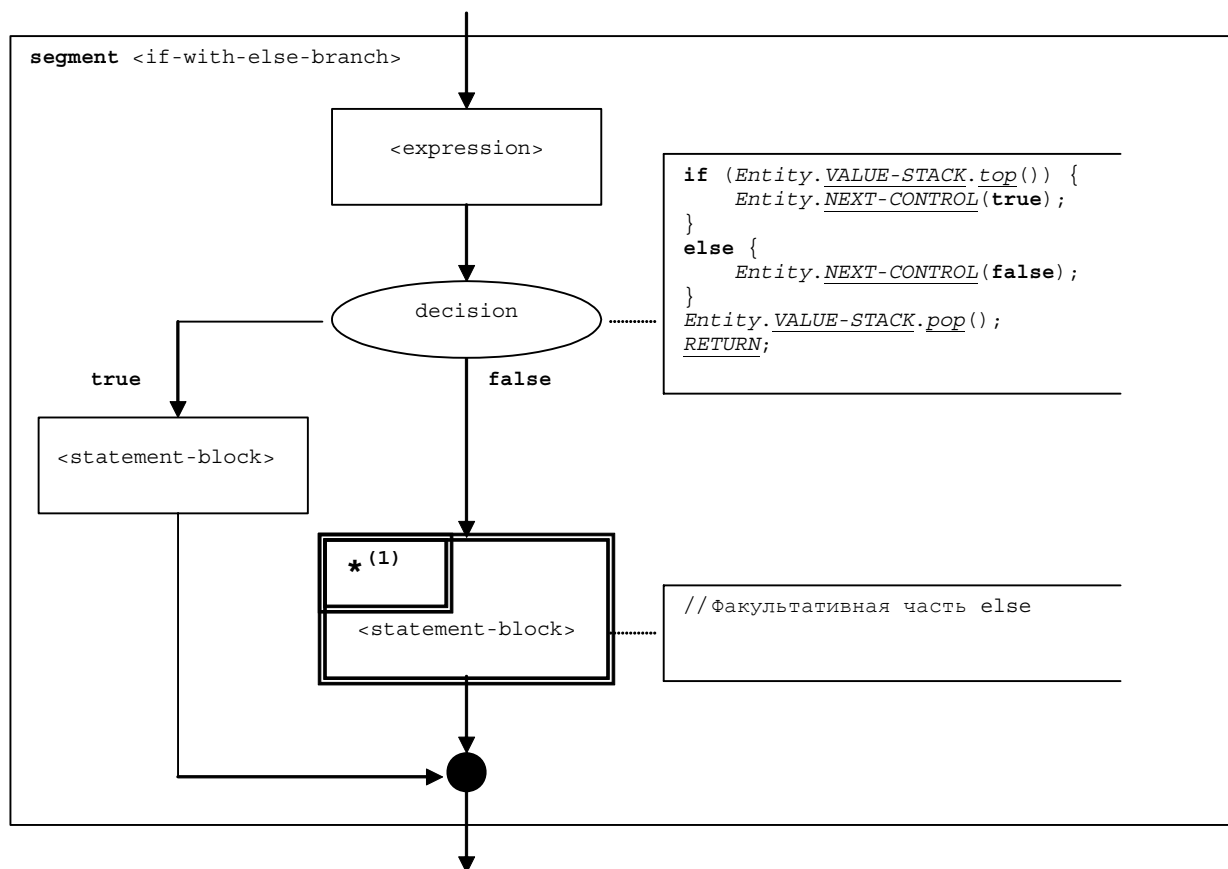 segment <if-with-else-branch>
<expression>
if (Entity.VALUE-STACK.top()) {
Entity.NEXT-CONTROL(true);
}
else {
Entity.NEXT-CONTROL(false);
}
Entity.VALUE-STACK.pop();
RETURN;
decision
true
false
<statement-block>
*(1)
<statement-block>
//Факультативная часть else